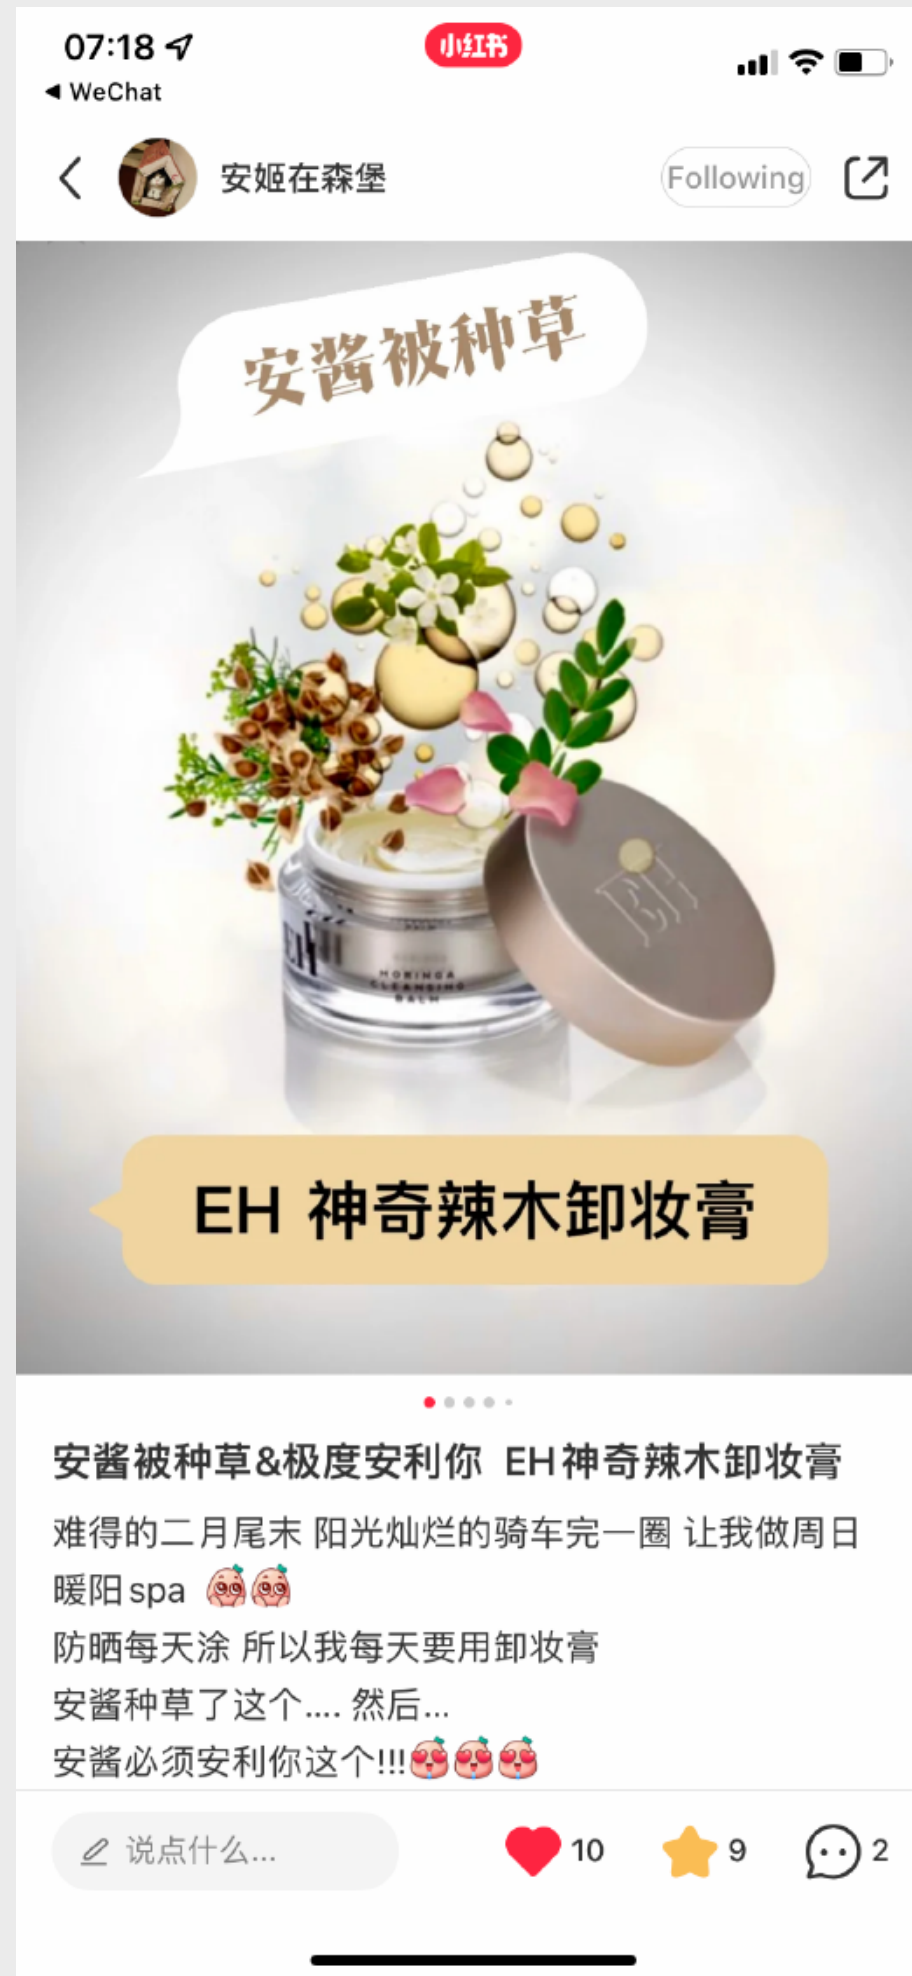 07:18
小红书
WeChat
安姬在森堡
Following
安酱被种草
EH
EH
MORINGA
CLEANSING
BALM
EH 神奇辣木卸妆膏
安酱被种草&极度安利你 EH神奇辣木卸妆膏
难得的二月尾末 阳光灿烂的骑车完一圈 让我做周日
暖阳spa
防晒每天涂 所以我每天要用卸妆膏
安酱种草了这个.... 然后...
安酱必须安利你这个!!!
说点什么...
10
9
2